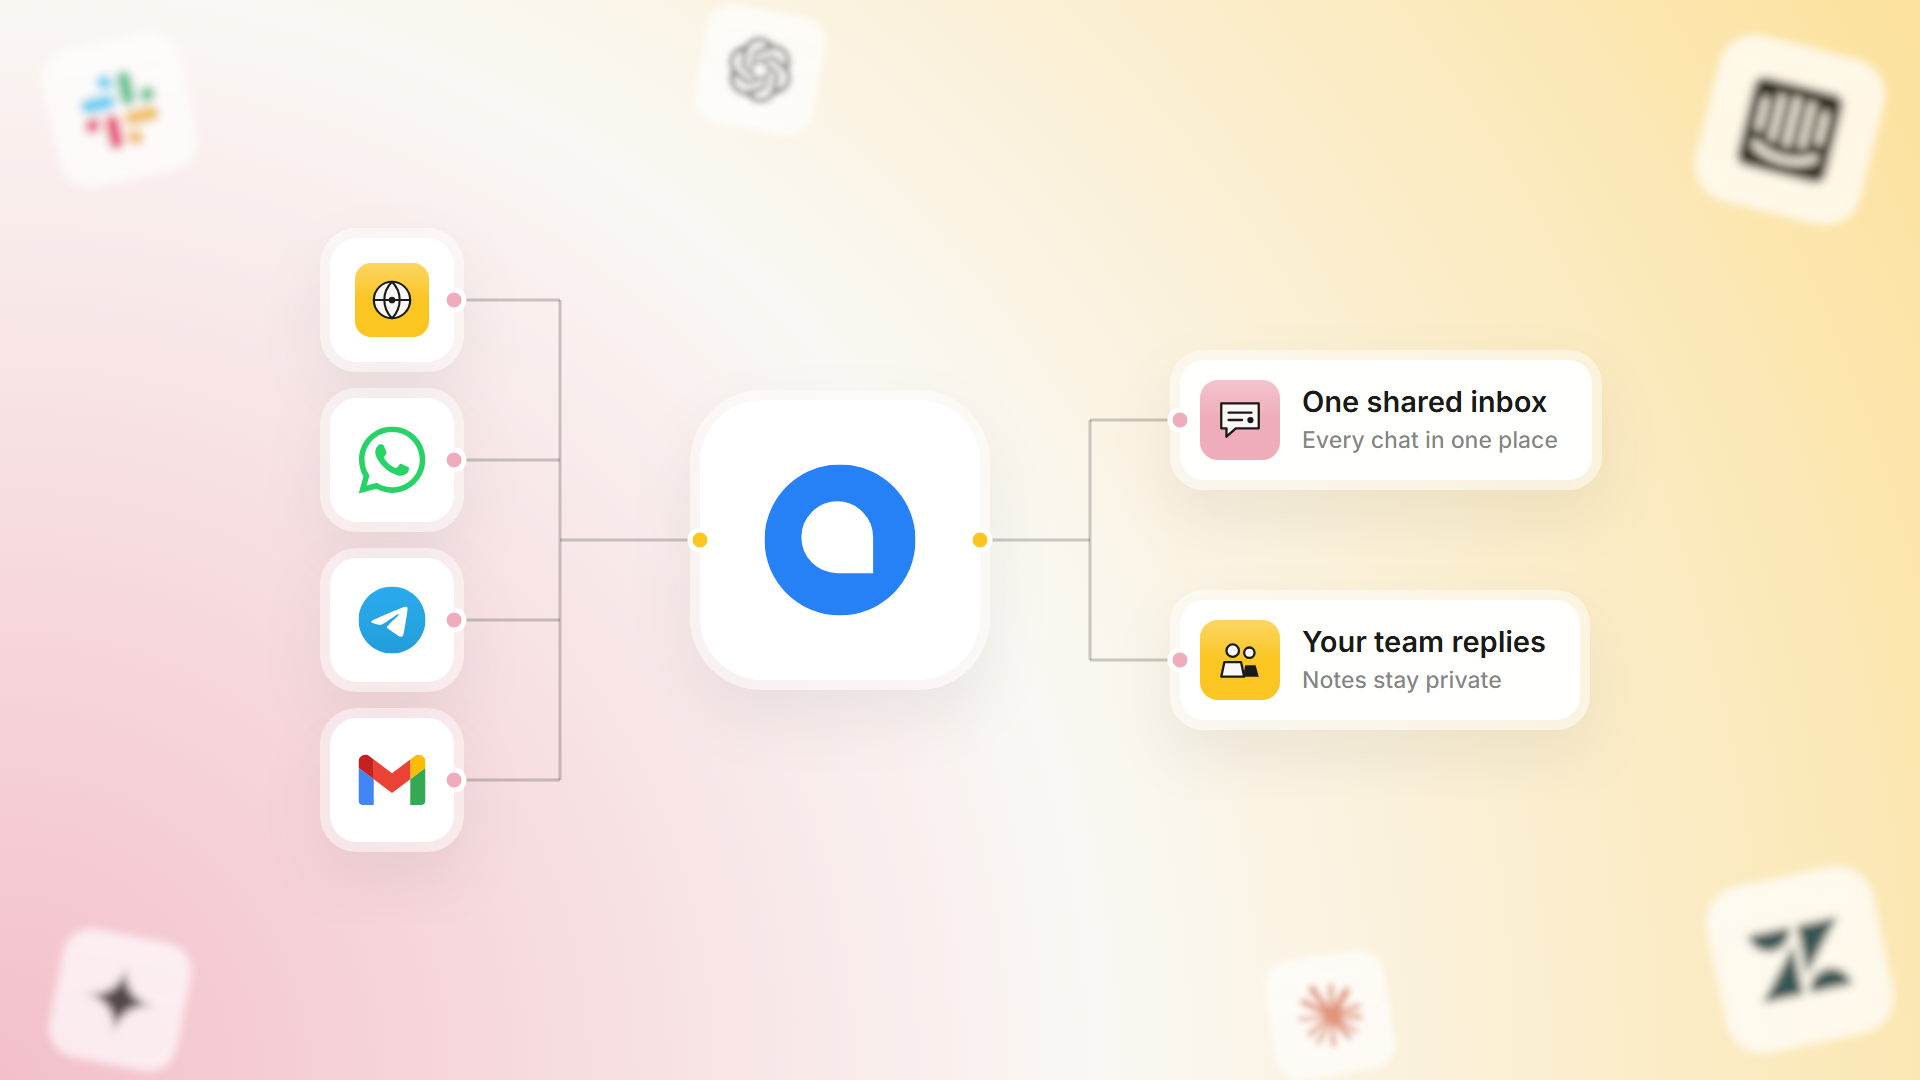 One shared inbox
Every chat in one place
Your team replies
Notes stay private